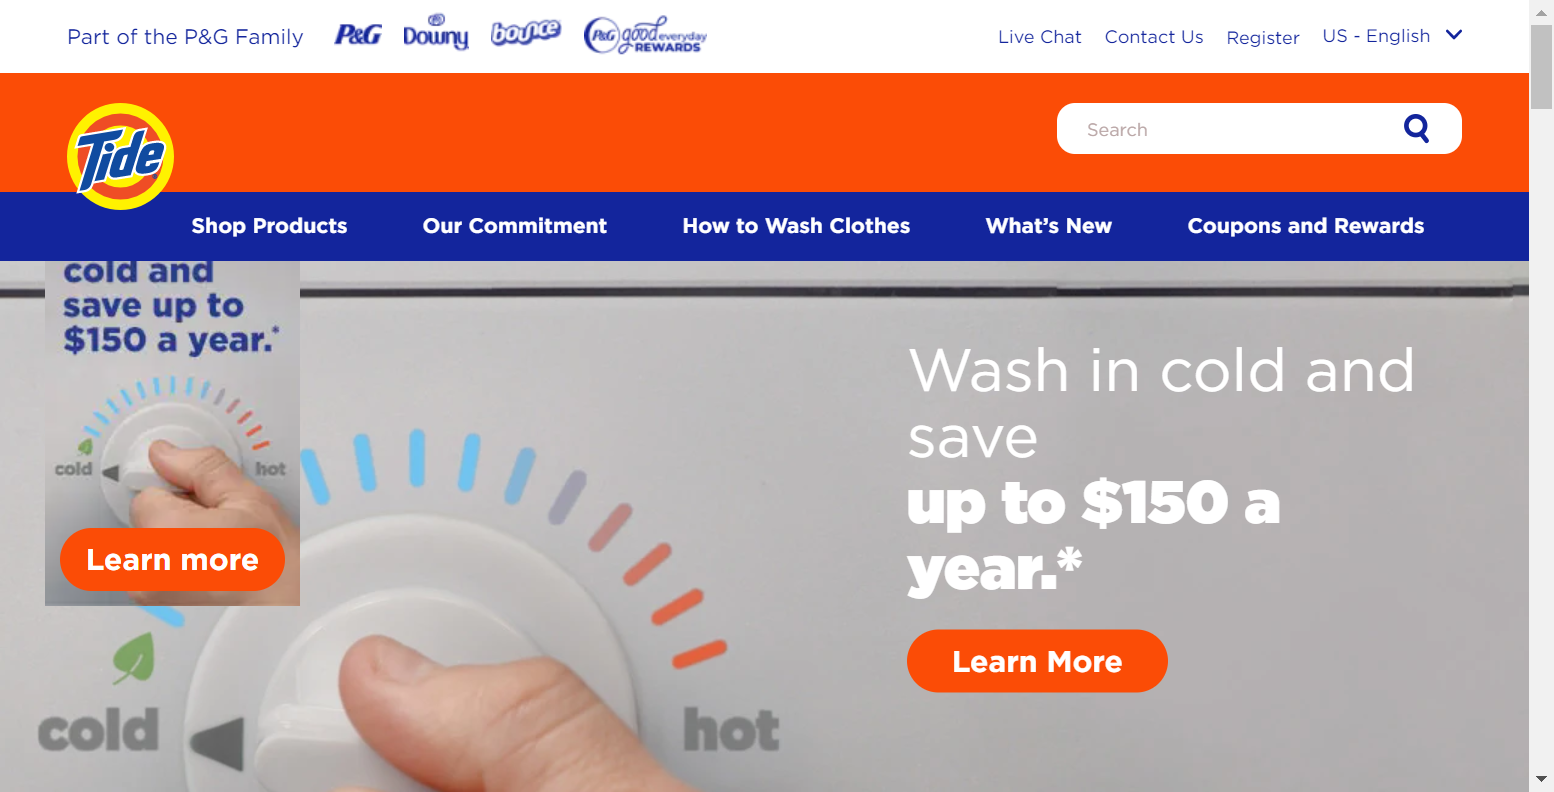 Part of the P&G Family
P&G
Downy
bounce
P&G good everyday REWARDS
Live Chat
Contact Us
Register
US - English
Tide
Search
Shop Products
Our Commitment
How to Wash Clothes
What's New
Coupons and Rewards
cold and
save up to
$150 a year.*
cold
hot
Learn more
Wash in cold and
save
up to $150 a
year.*
Learn More
cold
hot